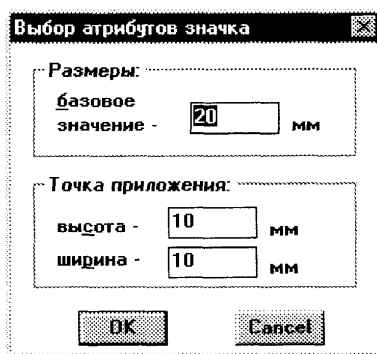 Выбор атрибутов значка
Размеры:
базовое
значение - 20 мм
Точка приложения:
высота - 10 мм
ширина - 10 мм
OK Cancel